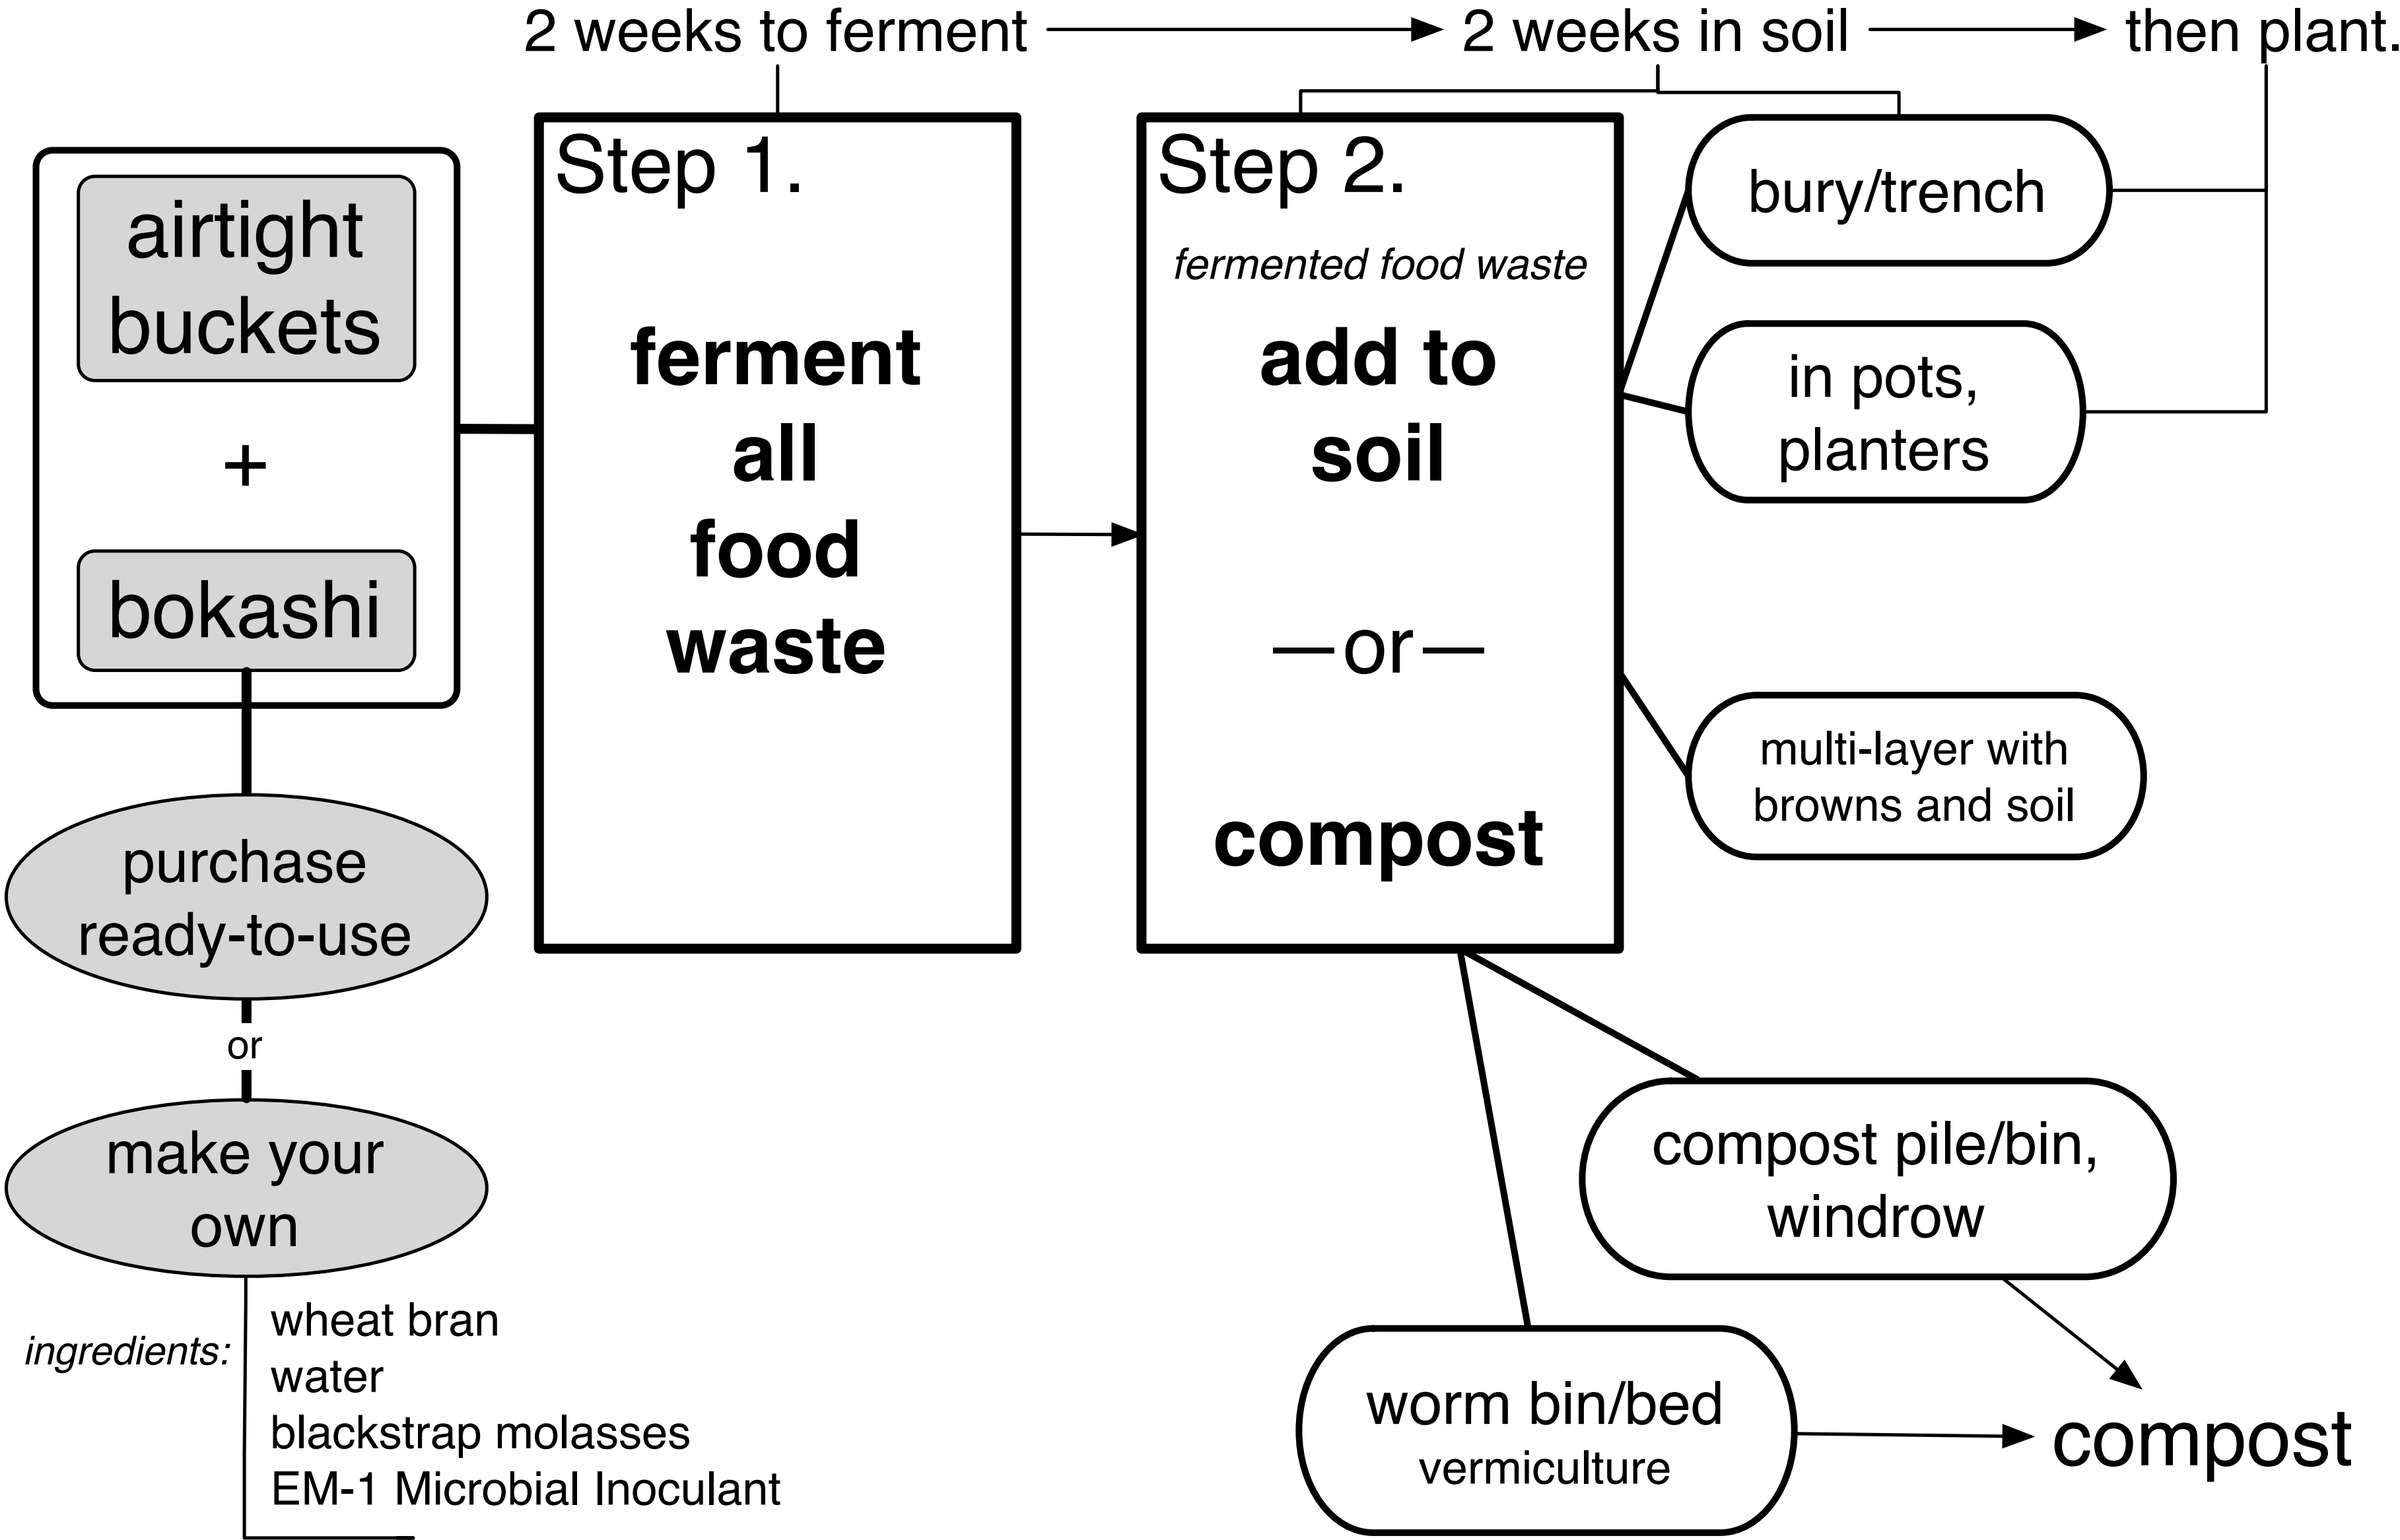 2 weeks to ferment
2 weeks in soil
then plant.
airtight
buckets
+
bokashi
purchase
ready-to-use
or
make your
own
ingredients:
wheat bran
water
blackstrap molasses
EM-1 Microbial Inoculant
Step 1.
ferment
all
food
waste
Step 2.
fermented food waste
add to
soil
—or—
compost
bury/trench
in pots,
planters
multi-layer with
browns and soil
compost pile/bin,
windrow
worm bin/bed
vermiculture
compost